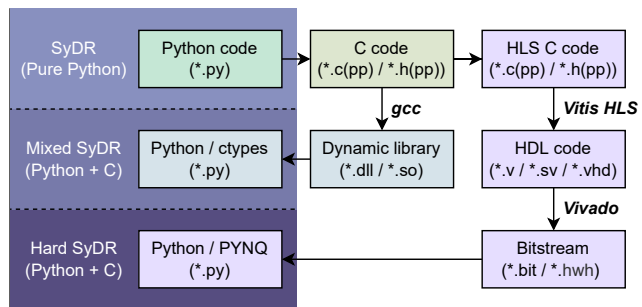 SyDR
(Pure Python)
Python code
(*.py)
C code
(*.c(pp) / *.h(pp))
HLS C code
(*.c(pp) / *.h(pp))
gcc
Vitis HLS
Mixed SyDR
(Python + C)
Python / ctypes
(*.py)
Dynamic library
(*.dll / *.so)
HDL code
(*.v / *.sv / *.vhd)
Vivado
Hard SyDR
(Python + C)
Python / PYNQ
(*.py)
Bitstream
(*.bit / *.hwh)